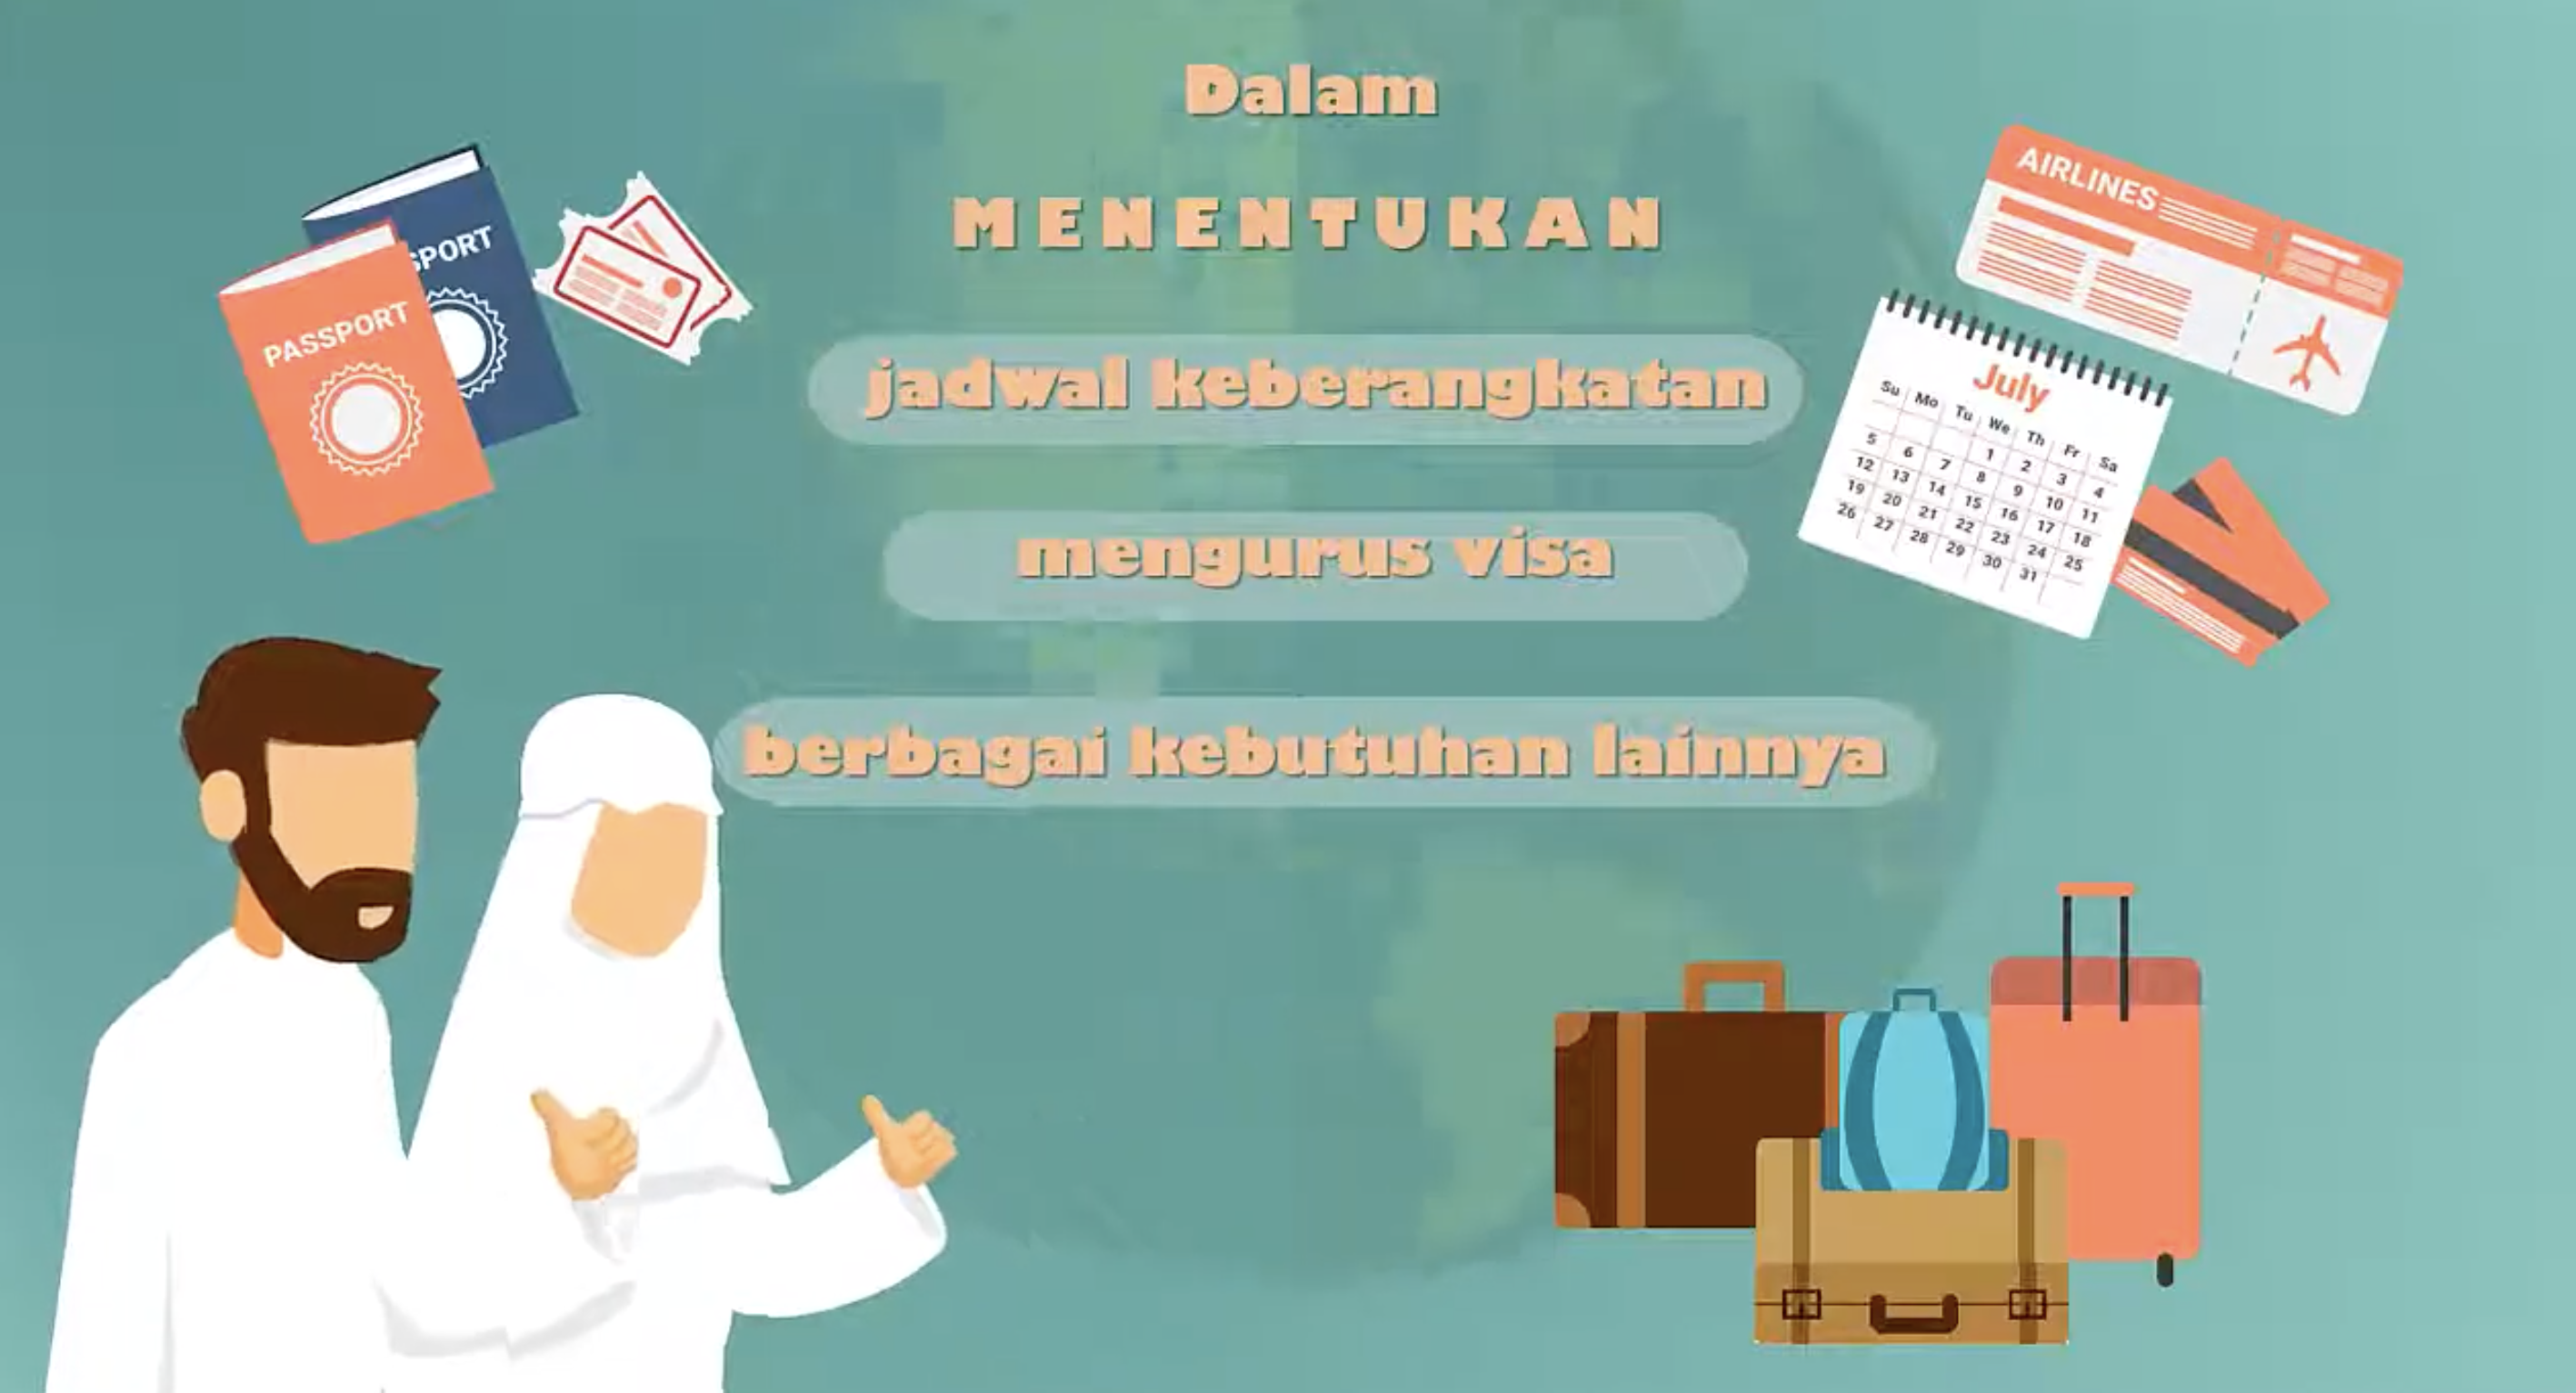 Dalam
MENENTUKAN
jadwal keberangkatan
mengurus visa
berbagai kebutuhan lainnya
PASSPORT
SPORT
AIRLINES
July
Su Mo Tu We Th Fr Sa
1 2 3 4
5 6 7 8 9 10 11
12 13 14 15 16 17 18
19 20 21 22 23 24 25
26 27 28 29 30 31